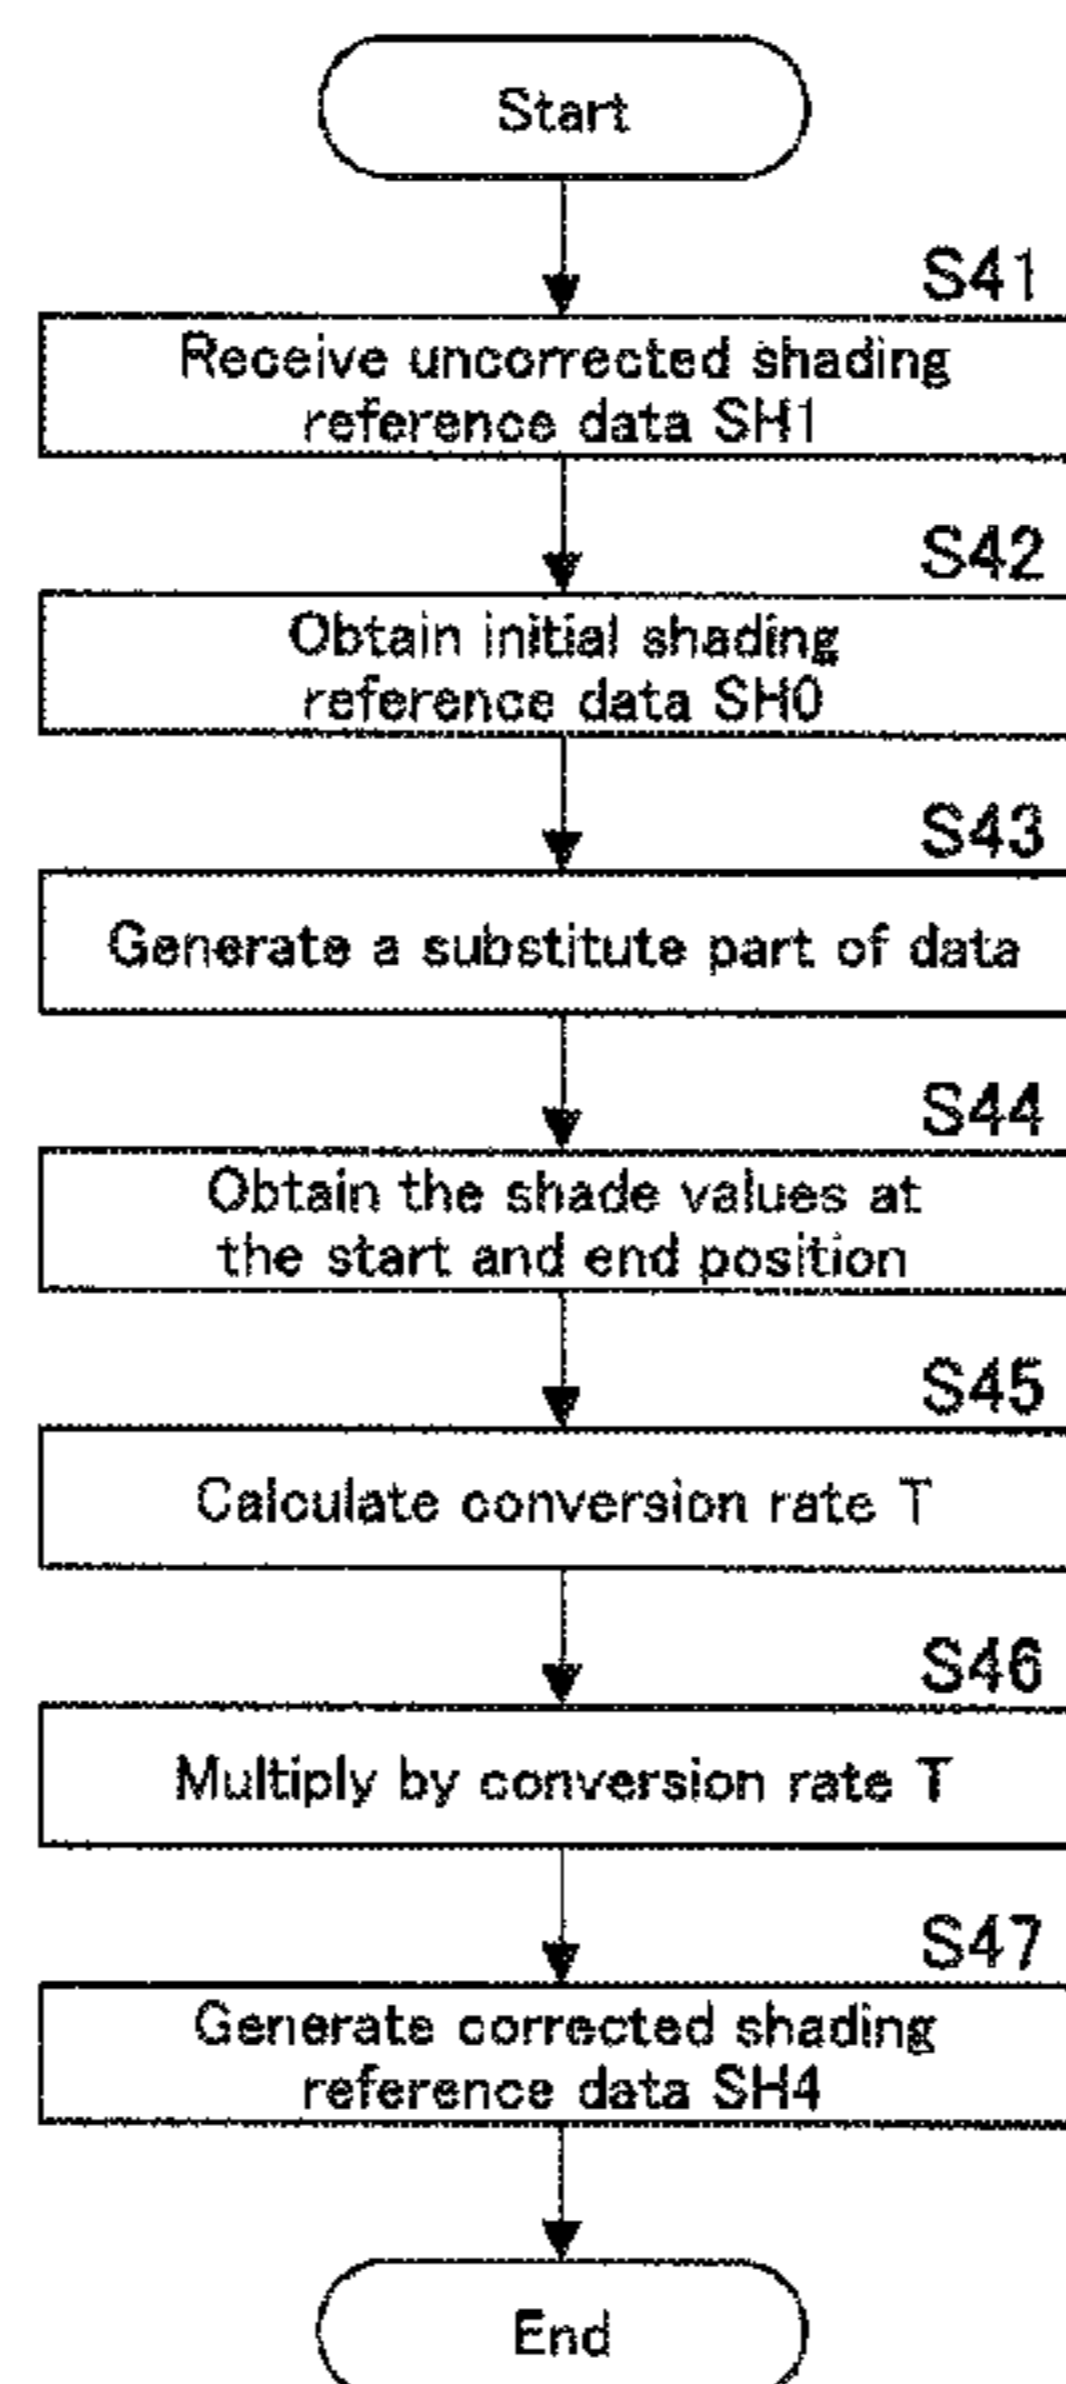 Start
S41
Receive uncorrected shading
reference data SH1
S42
Obtain initial shading
reference data SH0
S43
Generate a substitute part of data
S44
Obtain the shade values at
the start and end position
S45
Calculate conversion rate T
S46
Multiply by conversion rate T
S47
Generate corrected shading
reference data SH4
End